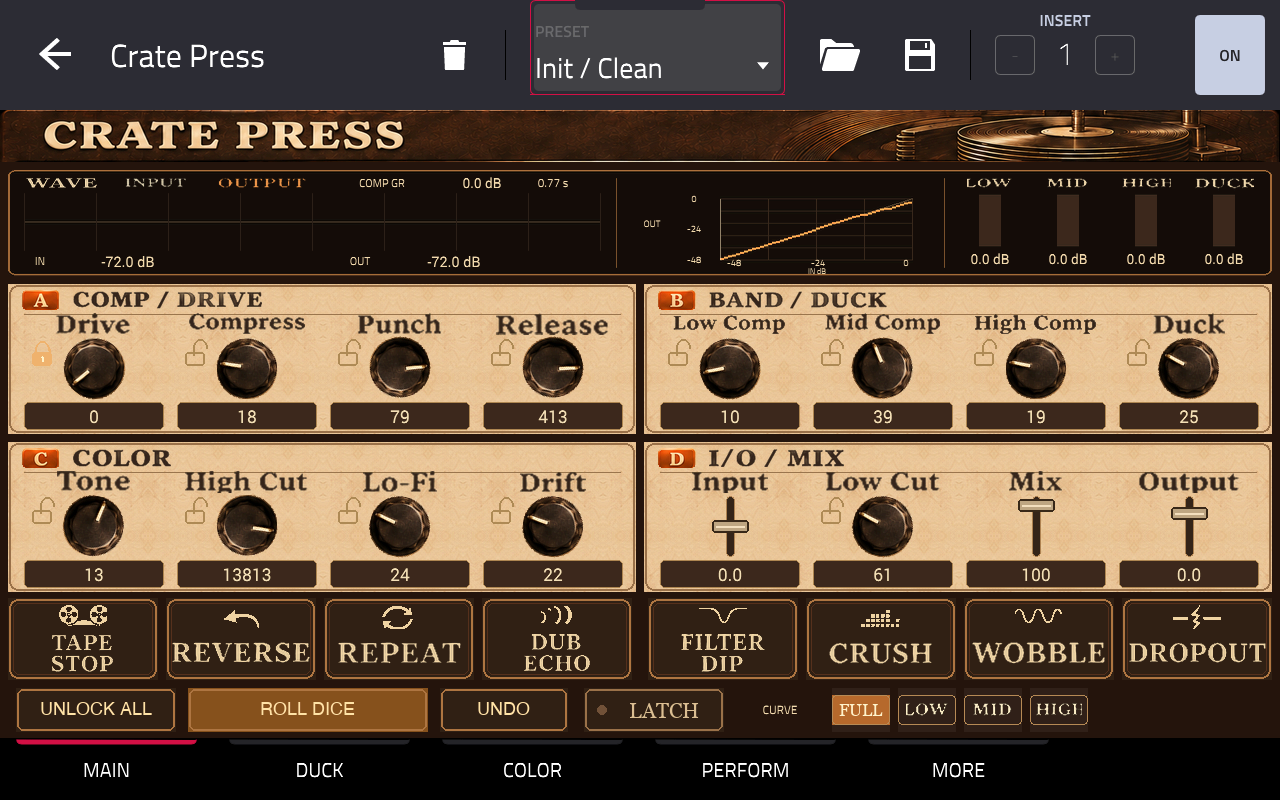 Crate Press
PRESET
Init / Clean
INSERT
- 1 +
ON
CRATE PRESS
WAVE INPUT OUTPUT COMP GR 0.0 dB 0.77 s
IN -72.0 dB OUT -72.0 dB
OUT
0
-24
-48
-48 -24 0
IN dB
LOW MID HIGH DUCK
0.0 dB 0.0 dB 0.0 dB 0.0 dB
A COMP / DRIVE
Drive Compress Punch Release
1
0 18 79 413
B BAND / DUCK
Low Comp Mid Comp High Comp Duck
10 39 19 25
C COLOR
Tone High Cut Lo-Fi Drift
13 13813 24 22
D I/O / MIX
Input Low Cut Mix Output
0.0 61 100 0.0
TAPE STOP
REVERSE
REPEAT
DUB ECHO
FILTER DIP
CRUSH
WOBBLE
DROPOUT
UNLOCK ALL ROLL DICE UNDO LATCH CURVE FULL LOW MID HIGH
MAIN DUCK COLOR PERFORM MORE